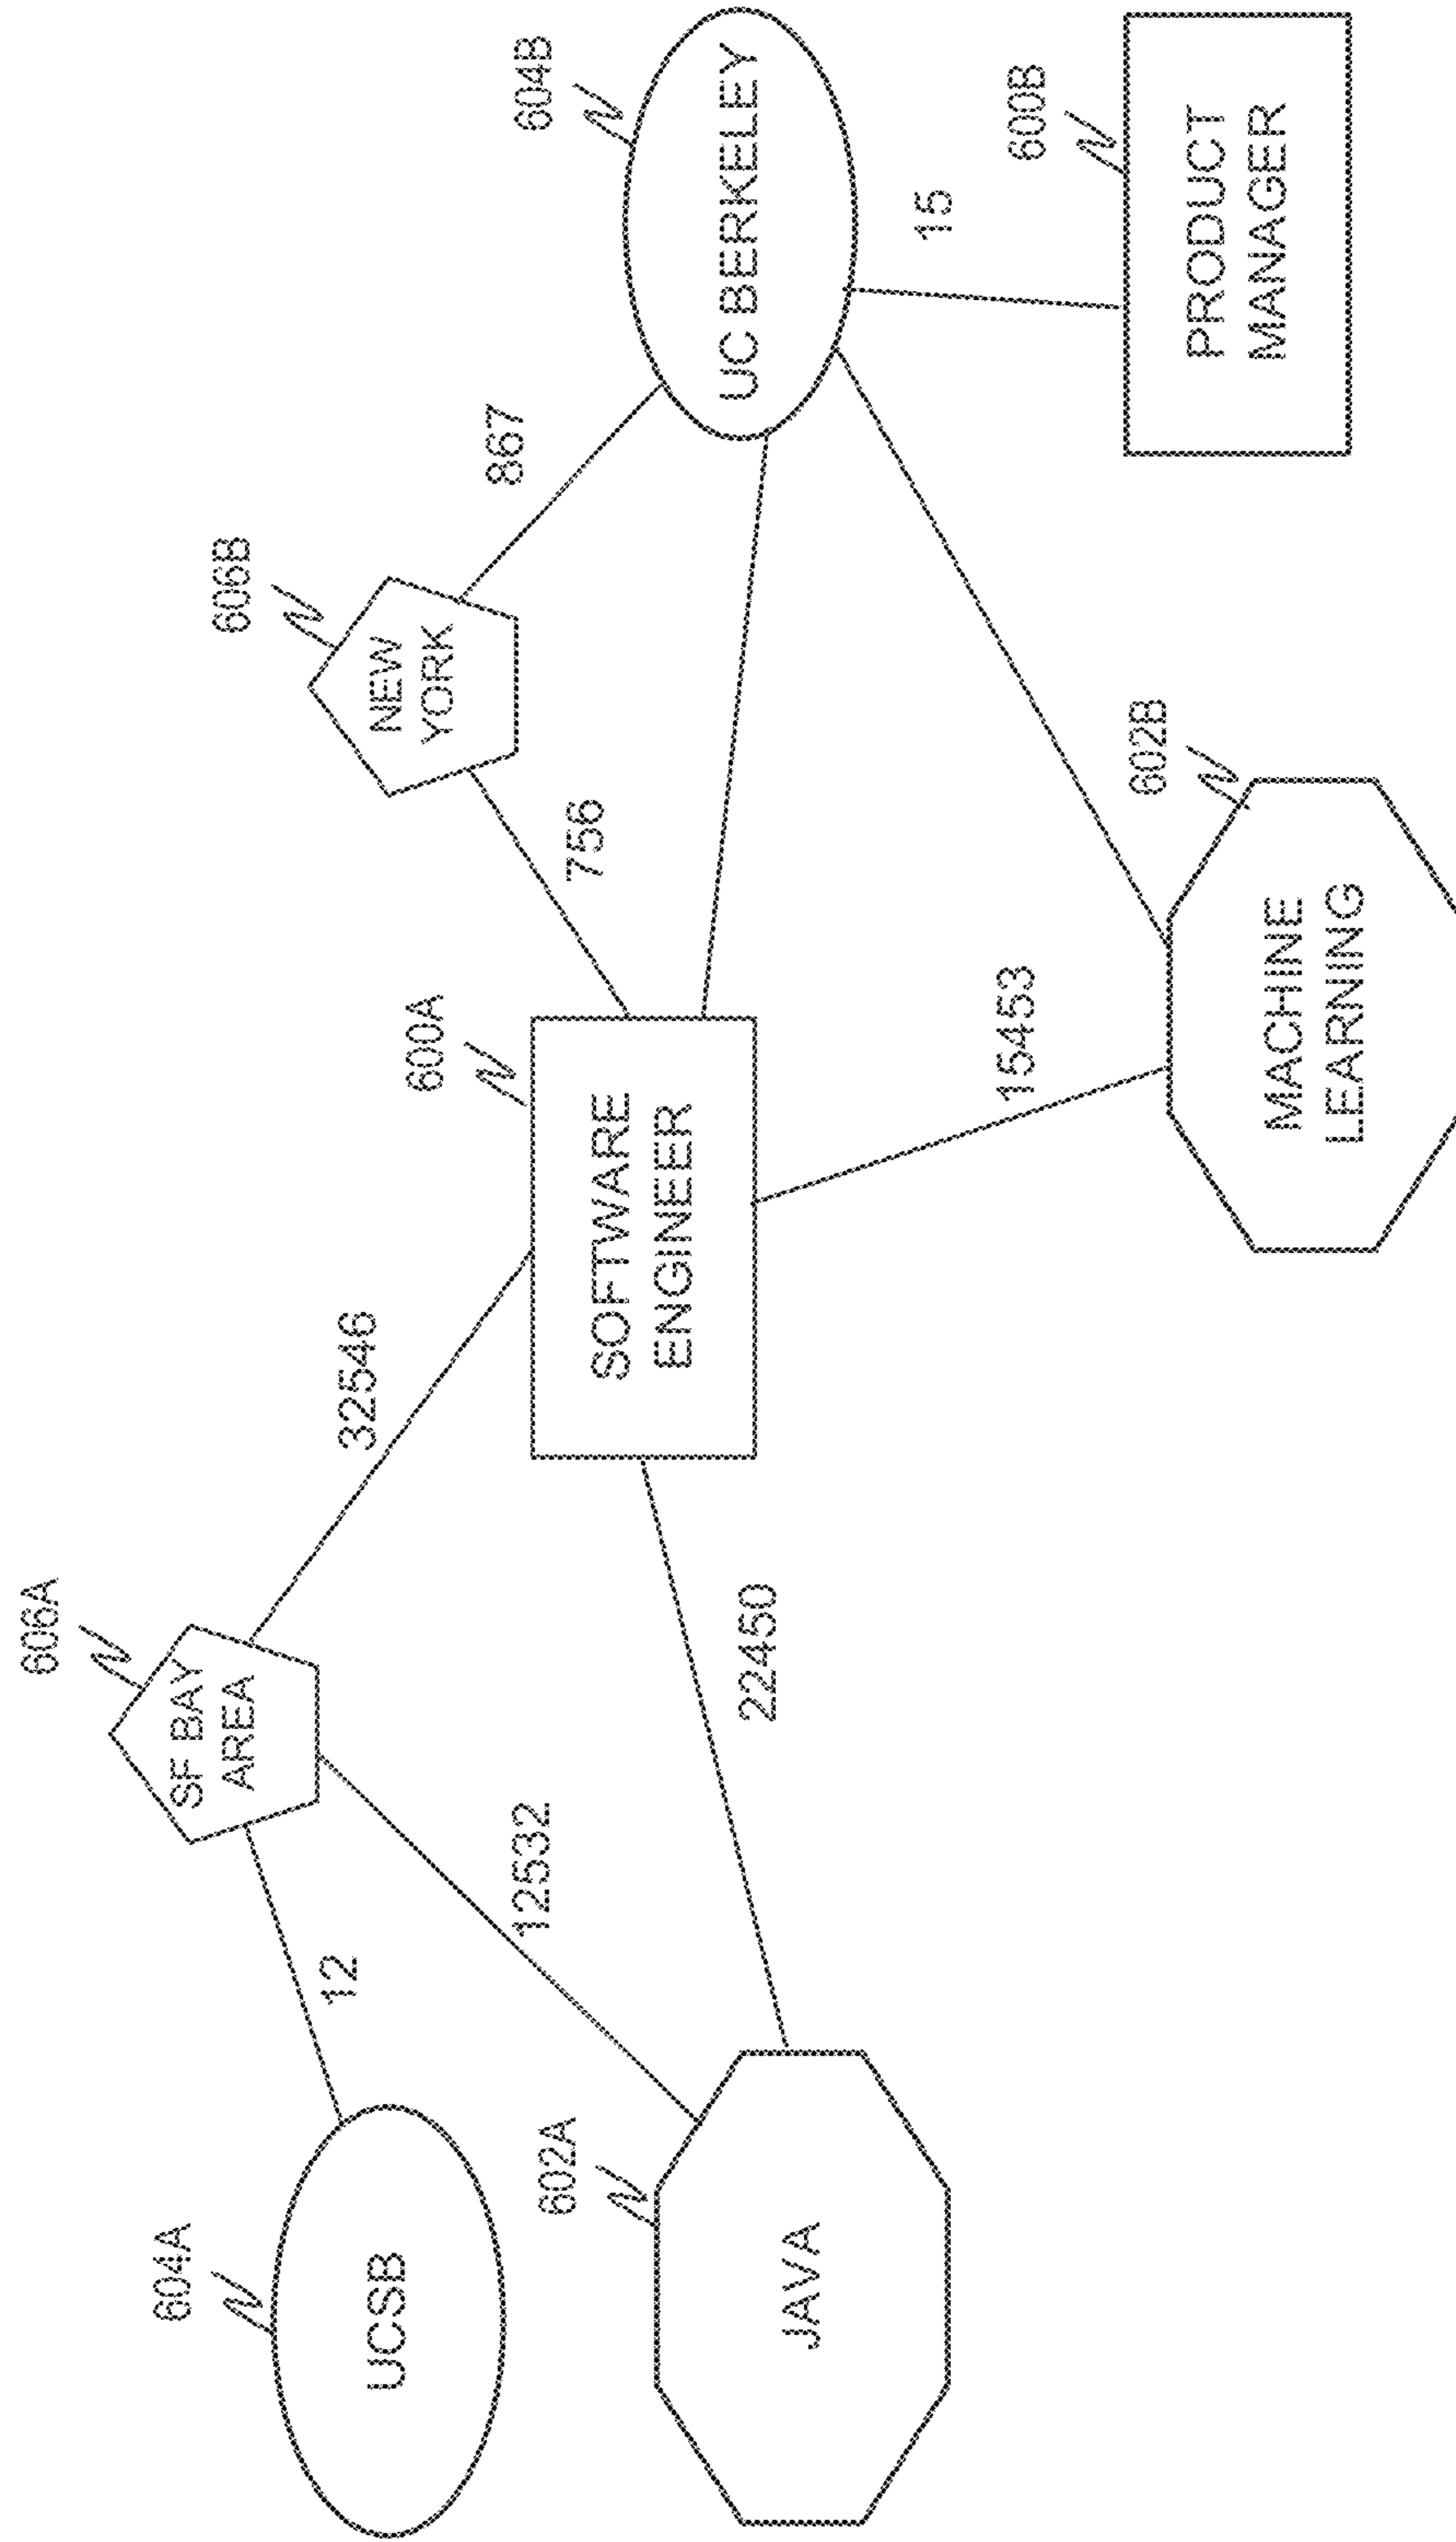 606A
SF BAY
AREA
604A
UCSB
12
32546
606B
NEW
YORK
867
604B
UC BERKELEY
756
600A
SOFTWARE
ENGINEER
12532
602A
JAVA
22450
15453
602B
MACHINE
LEARNING
15
600B
PRODUCT
MANAGER